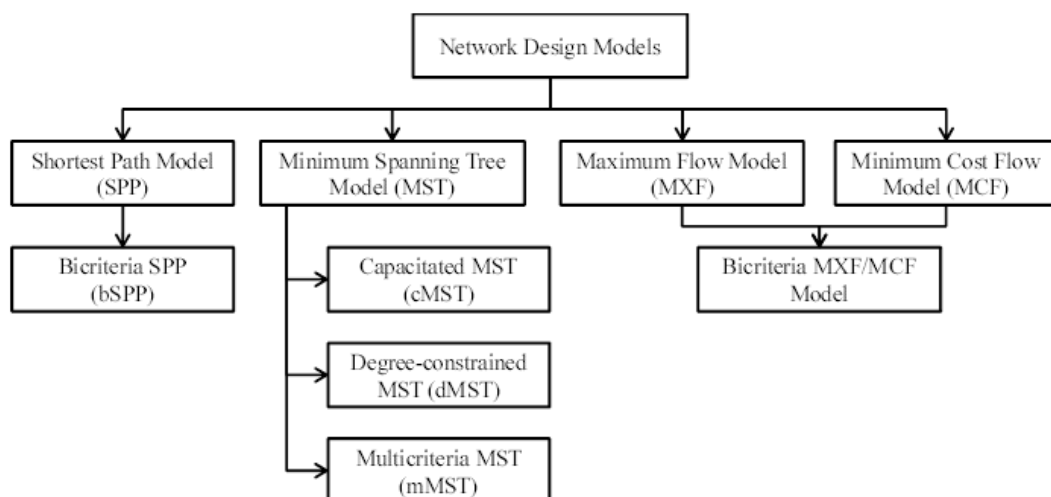 Network Design Models
Shortest Path Model
(SPP)
Minimum Spanning Tree
Model (MST)
Maximum Flow Model
(MXF)
Minimum Cost Flow
Model (MCF)
Bicriteria SPP
(bSPP)
Capacitated MST
(cMST)
Bicriteria MXF/MCF
Model
Degree-constrained
MST (dMST)
Multicriteria MST
(mMST)